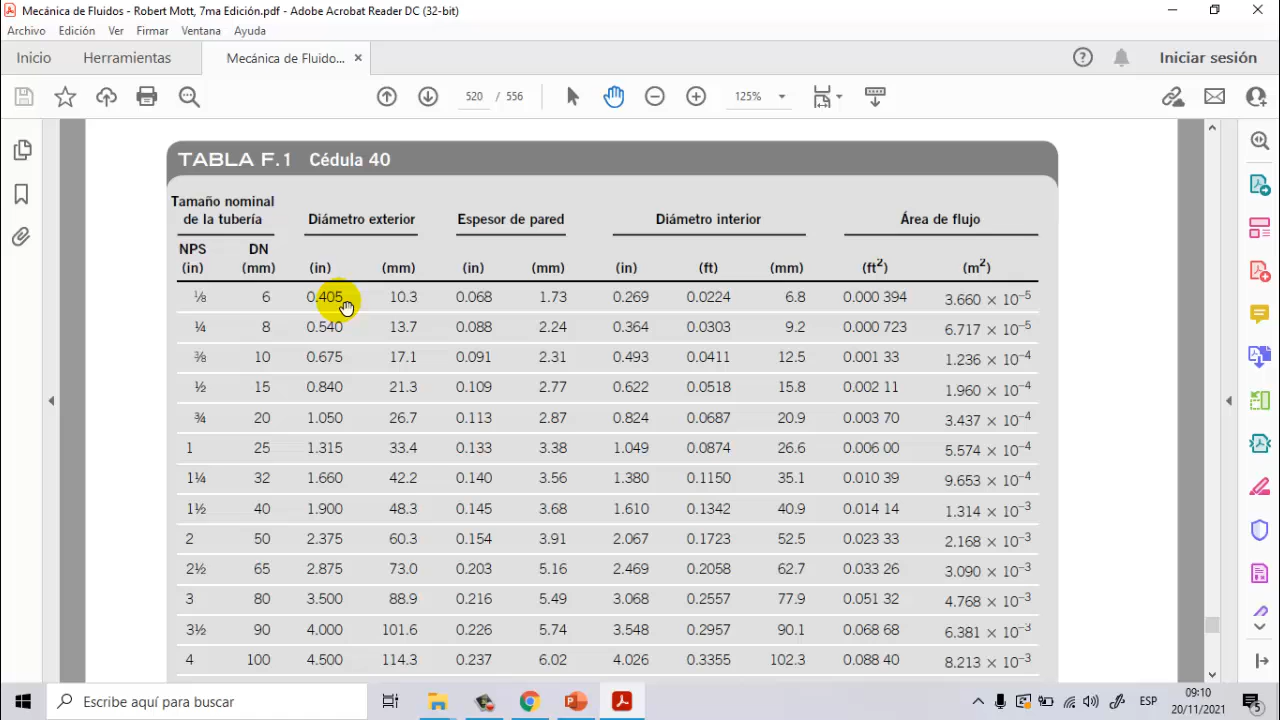 Mecánica de Fluidos - Robert Mott, 7ma Edición.pdf - Adobe Acrobat Reader DC (32-bit)
Archivo Edición Ver Firmar Ventana Ayuda
Inicio Herramientas Mecánica de Fluido... × Iniciar sesión
520 / 556 125%
TABLA F.1 Cédula 40
Tamaño nominal
de la tubería Diámetro exterior Espesor de pared Diámetro interior Área de flujo
NPS DN
(in) (mm) (in) (mm) (in) (mm) (in) (ft) (mm) (ft²) (m²)
⅛ 6 0.405 10.3 0.068 1.73 0.269 0.0224 6.8 0.000 394 3.660 × 10⁻⁵
¼ 8 0.540 13.7 0.088 2.24 0.364 0.0303 9.2 0.000 723 6.717 × 10⁻⁵
⅜ 10 0.675 17.1 0.091 2.31 0.493 0.0411 12.5 0.001 33 1.236 × 10⁻⁴
½ 15 0.840 21.3 0.109 2.77 0.622 0.0518 15.8 0.002 11 1.960 × 10⁻⁴
¾ 20 1.050 26.7 0.113 2.87 0.824 0.0687 20.9 0.003 70 3.437 × 10⁻⁴
1 25 1.315 33.4 0.133 3.38 1.049 0.0874 26.6 0.006 00 5.574 × 10⁻⁴
1¼ 32 1.660 42.2 0.140 3.56 1.380 0.1150 35.1 0.010 39 9.653 × 10⁻⁴
1½ 40 1.900 48.3 0.145 3.68 1.610 0.1342 40.9 0.014 14 1.314 × 10⁻³
2 50 2.375 60.3 0.154 3.91 2.067 0.1723 52.5 0.023 33 2.168 × 10⁻³
2½ 65 2.875 73.0 0.203 5.16 2.469 0.2058 62.7 0.033 26 3.090 × 10⁻³
3 80 3.500 88.9 0.216 5.49 3.068 0.2557 77.9 0.051 32 4.768 × 10⁻³
3½ 90 4.000 101.6 0.226 5.74 3.548 0.2957 90.1 0.068 68 6.381 × 10⁻³
4 100 4.500 114.3 0.237 6.02 4.026 0.3355 102.3 0.088 40 8.213 × 10⁻³
Escribe aquí para buscar ESP 09:10
20/11/2021 5